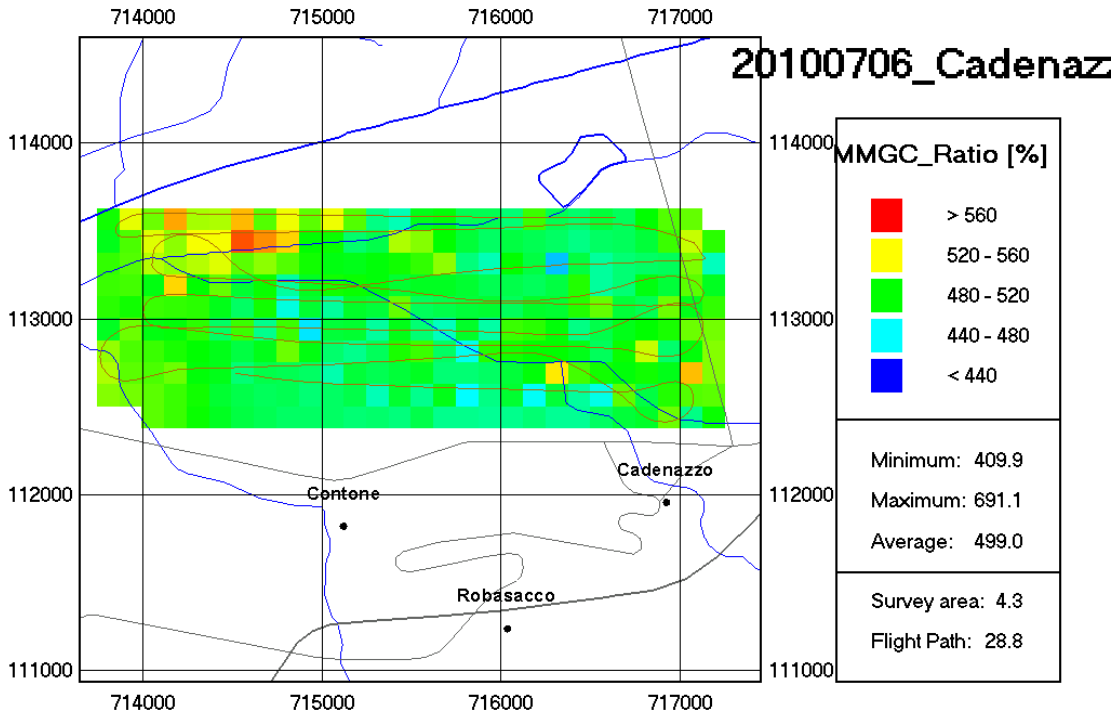 714000 715000 716000 717000
20100706_Cadenaz
114000 114000
MMGC_Ratio [%]
> 560
520 - 560
480 - 520
440 - 480
< 440
113000 113000
Minimum: 409.9
Maximum: 691.1
Average: 499.0
Cadenazzo
Contone
112000 112000
Survey area: 4.3
Flight Path: 28.8
Robasacco
111000 111000
714000 715000 716000 717000